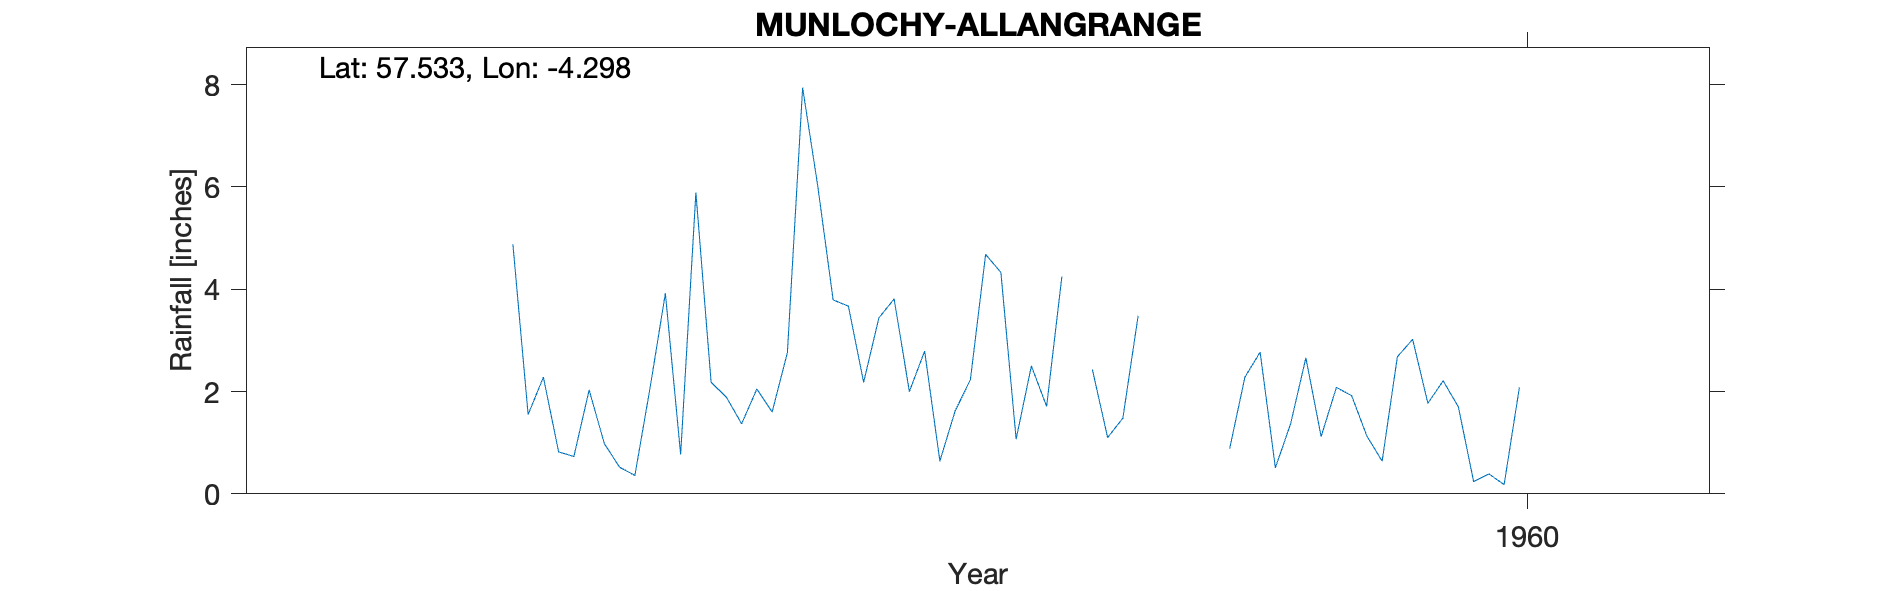 MUNLOCHY-ALLANGRANGE
Lat: 57.533, Lon: -4.298
8
6
4
2
0
Rainfall [inches]
1960
Year